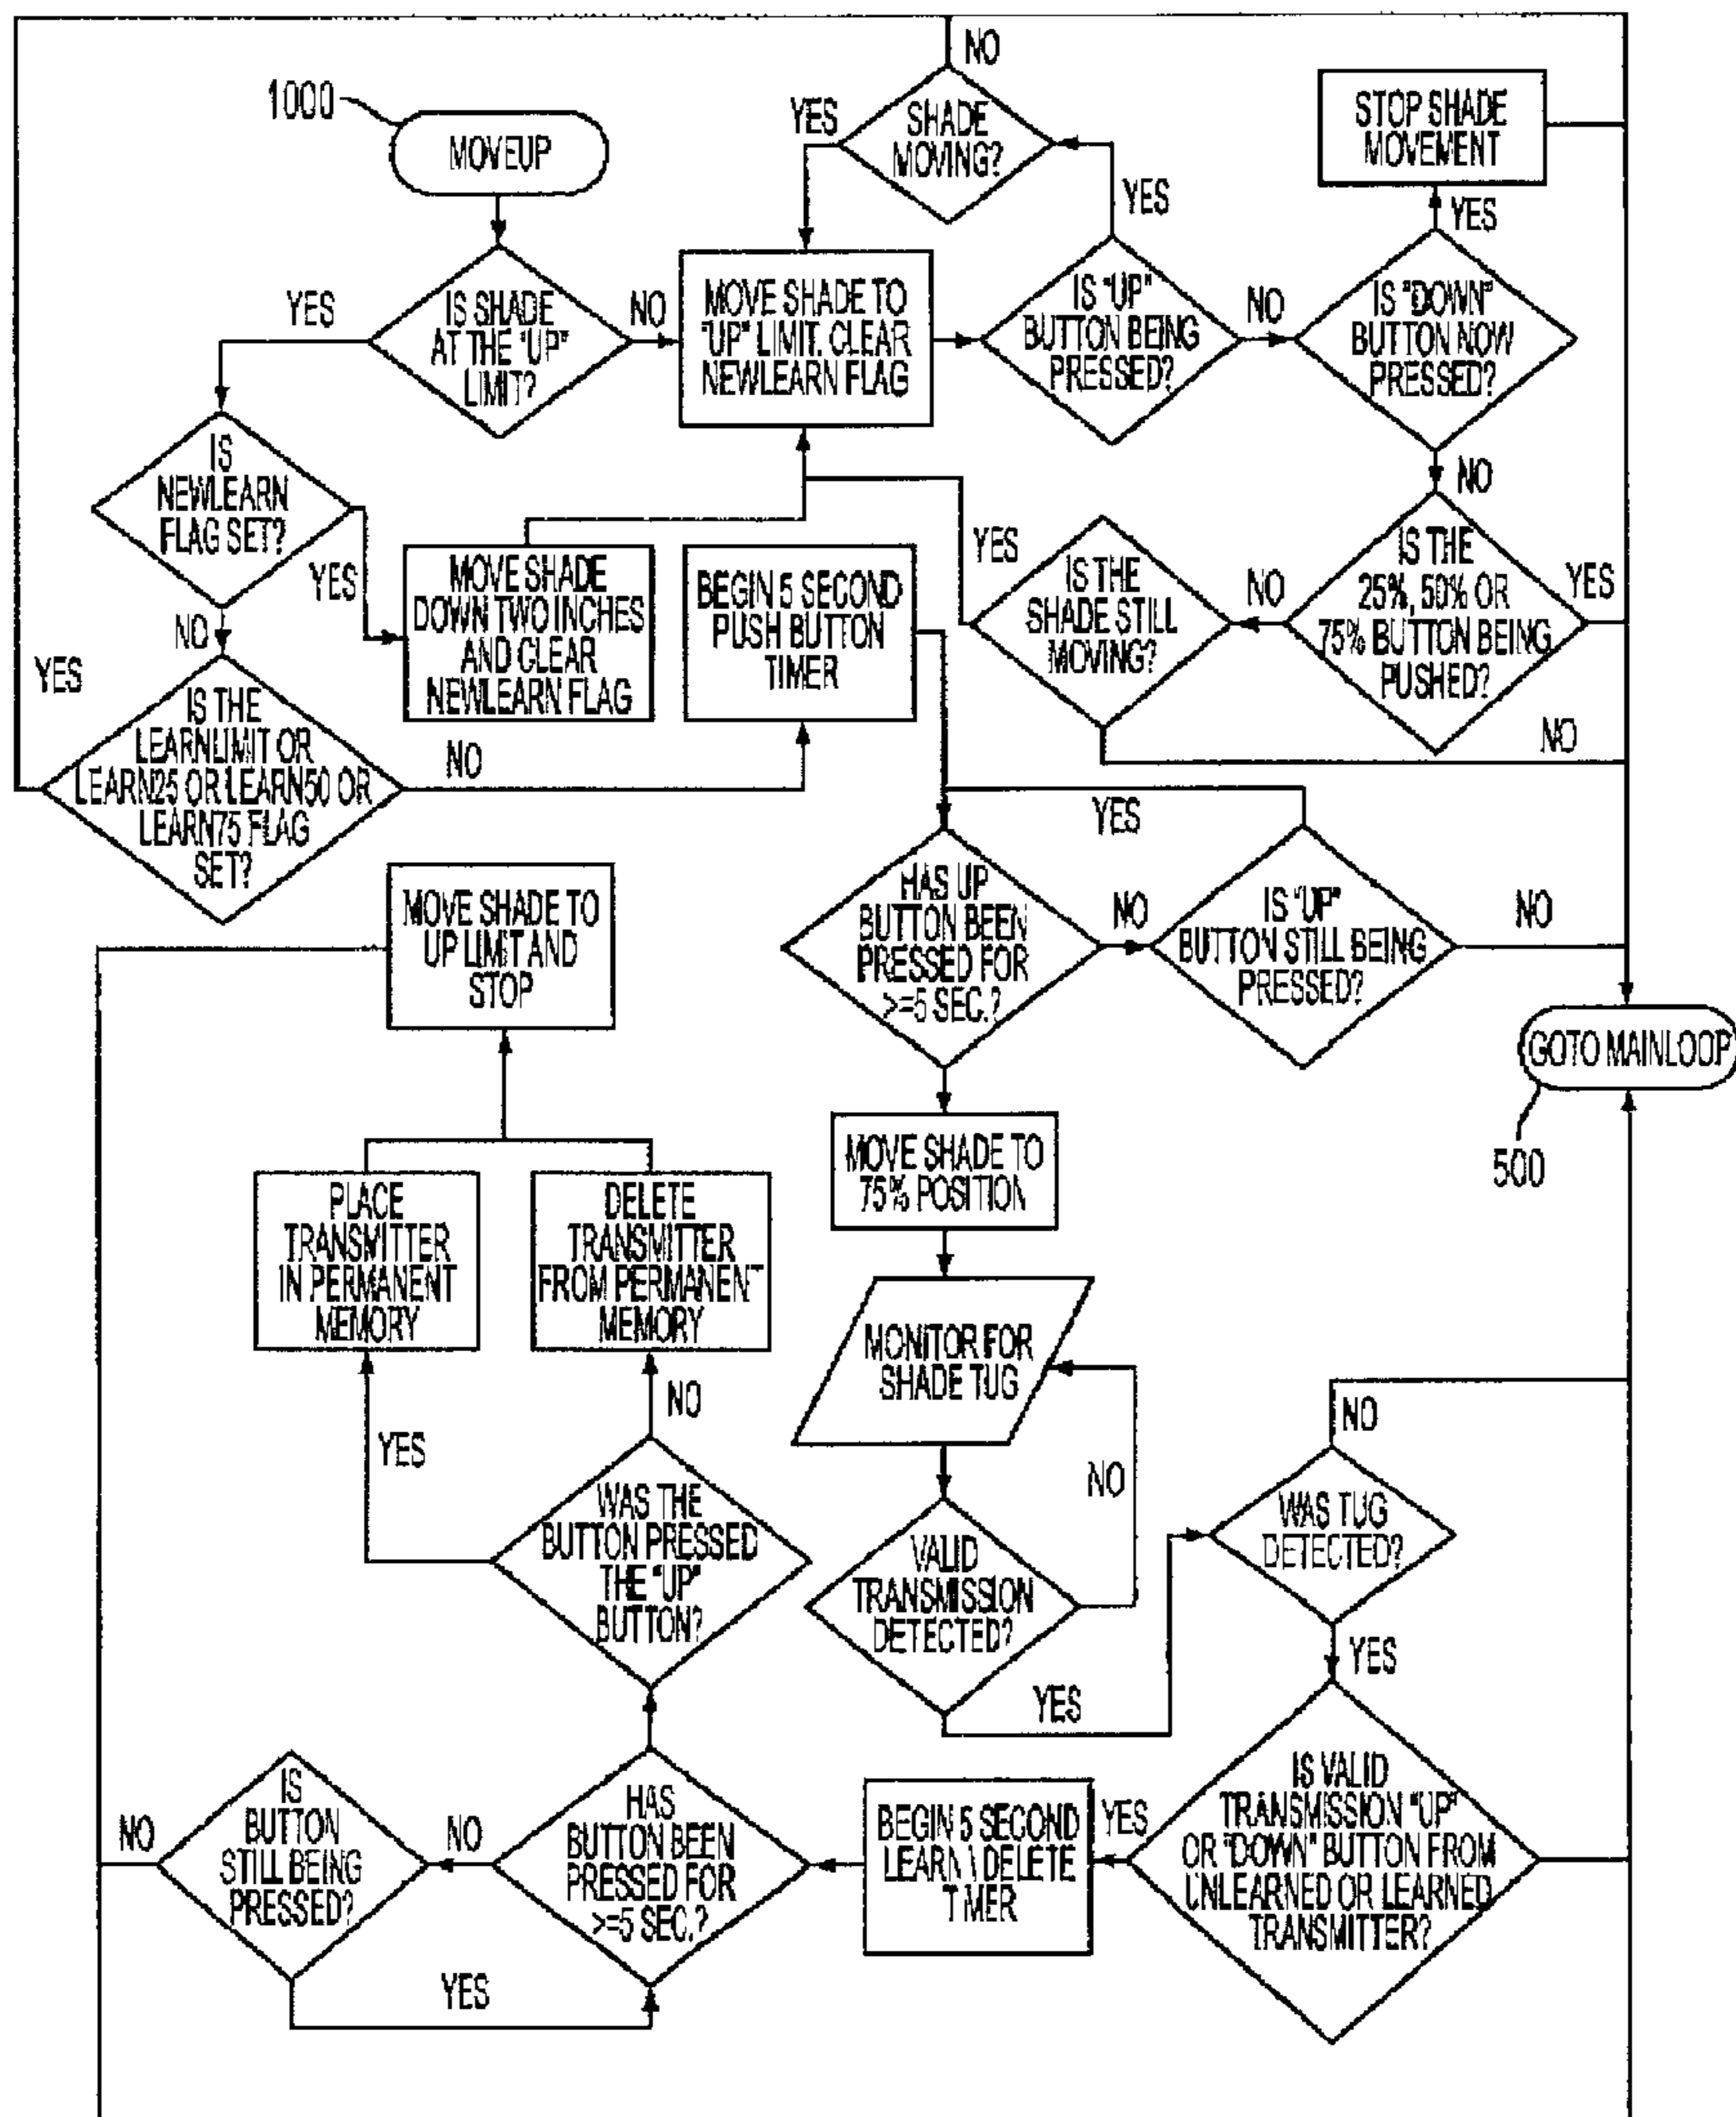 NO
1000
MOVEUP
YES
SHADE
MOVING?
STOP SHADE
MOVEMENT
YES
YES
YES
IS SHADE
AT THE "UP"
LIMIT?
NO
MOVE SHADE TO
"UP" LIMIT. CLEAR
NEWLEARN FLAG
IS "UP"
BUTTON BEING
PRESSED?
NO
IS "DOWN"
BUTTON NOW
PRESSED?
NO
IS
NEWLEARN
FLAG SET?
YES
MOVE SHADE
DOWN TWO INCHES
AND CLEAR
NEWLEARN FLAG
BEGIN 5 SECOND
PUSH BUTTON
TIMER
YES
IS THE
SHADE STILL
MOVING?
NO
IS THE
25%, 50% OR
75% BUTTON BEING
PUSHED?
YES
NO
NO
YES
IS THE
LEARNLIMIT OR
LEARN25 OR LEARN50 OR
LEARN75 FLAG
SET?
NO
YES
MOVE SHADE TO
UP LIMIT AND
STOP
HAS UP
BUTTON BEEN
PRESSED FOR
>=5 SEC.?
NO
IS "UP"
BUTTON STILL BEING
PRESSED?
NO
GOTO MAINLOOP
500
MOVE SHADE TO
75% POSITION
PLACE
TRANSMITTER
IN PERMANENT
MEMORY
DELETE
TRANSMITTER
FROM PERMANENT
MEMORY
MONITOR FOR
SHADE TUG
NO
YES
NO
NO
WAS THE
BUTTON PRESSED
THE "UP"
BUTTON?
VALID
TRANSMISSION
DETECTED?
WAS TUG
DETECTED?
YES
YES
IS
BUTTON
STILL BEING
PRESSED?
NO
NO
HAS
BUTTON BEEN
PRESSED FOR
>=5 SEC.?
BEGIN 5 SECOND
LEARN \ DELETE
TIMER
YES
IS VALID
TRANSMISSION "UP"
OR "DOWN" BUTTON FROM
UNLEARNED OR LEARNED
TRANSMITTER?
YES